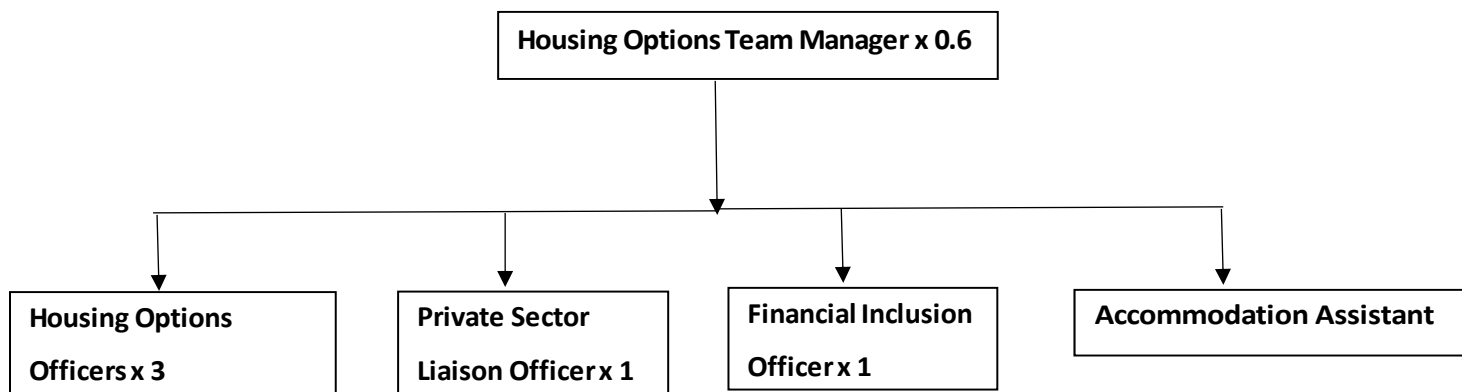 Housing Options Team Manager x 0.6
Housing Options
Officers x 3
Private Sector
Liaison Officer x 1
Financial Inclusion
Officer x 1
Accommodation Assistant